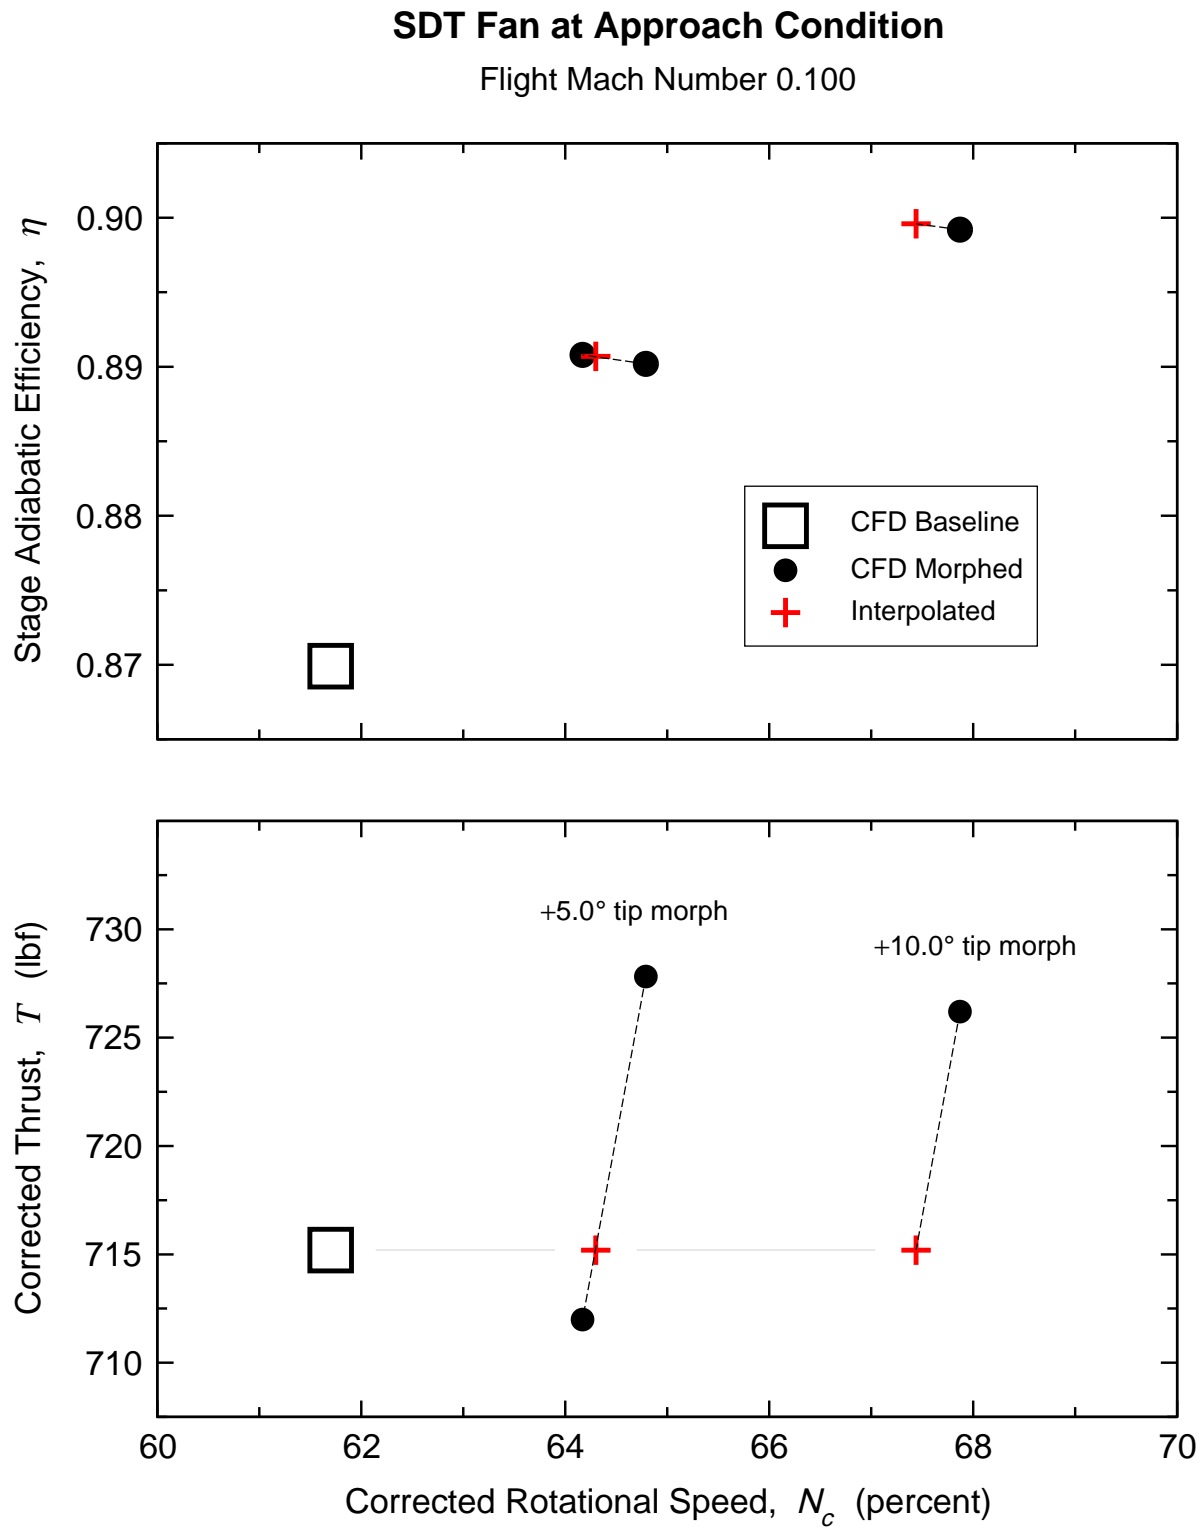 SDT Fan at Approach Condition
Flight Mach Number 0.100
Stage Adiabatic Efficiency, η
0.90
0.89
0.88
0.87
CFD Baseline
CFD Morphed
Interpolated
Corrected Thrust, T (lbf)
730
725
720
715
710
+5.0° tip morph
+10.0° tip morph
60 62 64 66 68 70
Corrected Rotational Speed, N_c (percent)